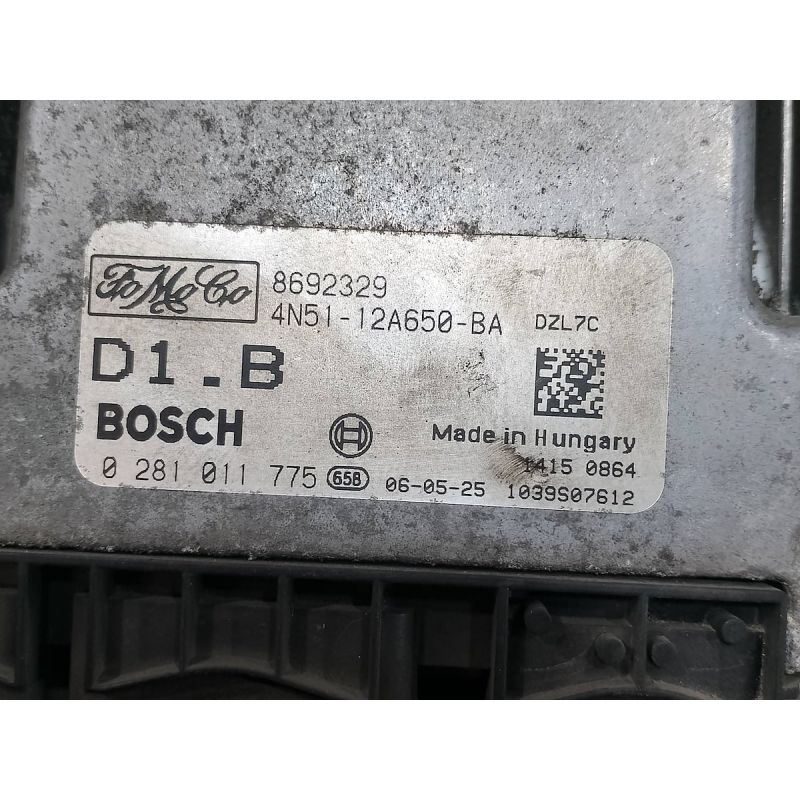 FoMoCo 8692329
4N51-12A650-BA DZL7C
D1.B
BOSCH Made in Hungary
1415 0864
0 281 011 775 65B 06-05-25 1039S07612